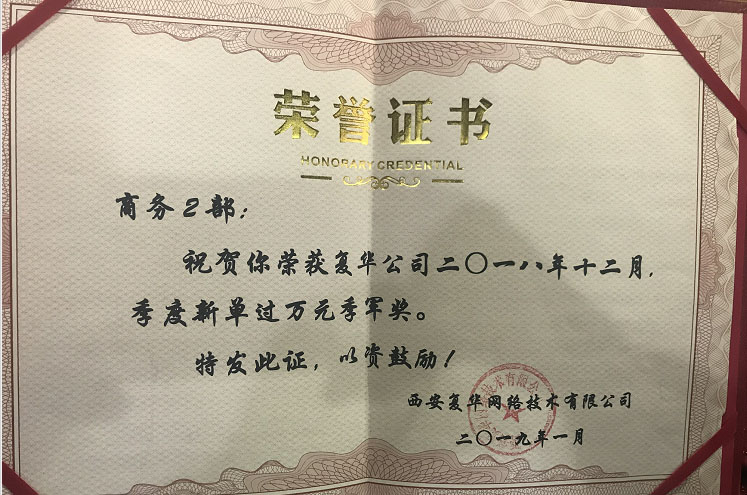 荣誉证书
HONORARY CREDENTIAL
商务2部：
祝贺你荣获复华公司二〇一八年十二月，
季度新单过万元季军奖。
特发此证，以资鼓励！
西安复华网络技术有限公司
二〇一九年一月